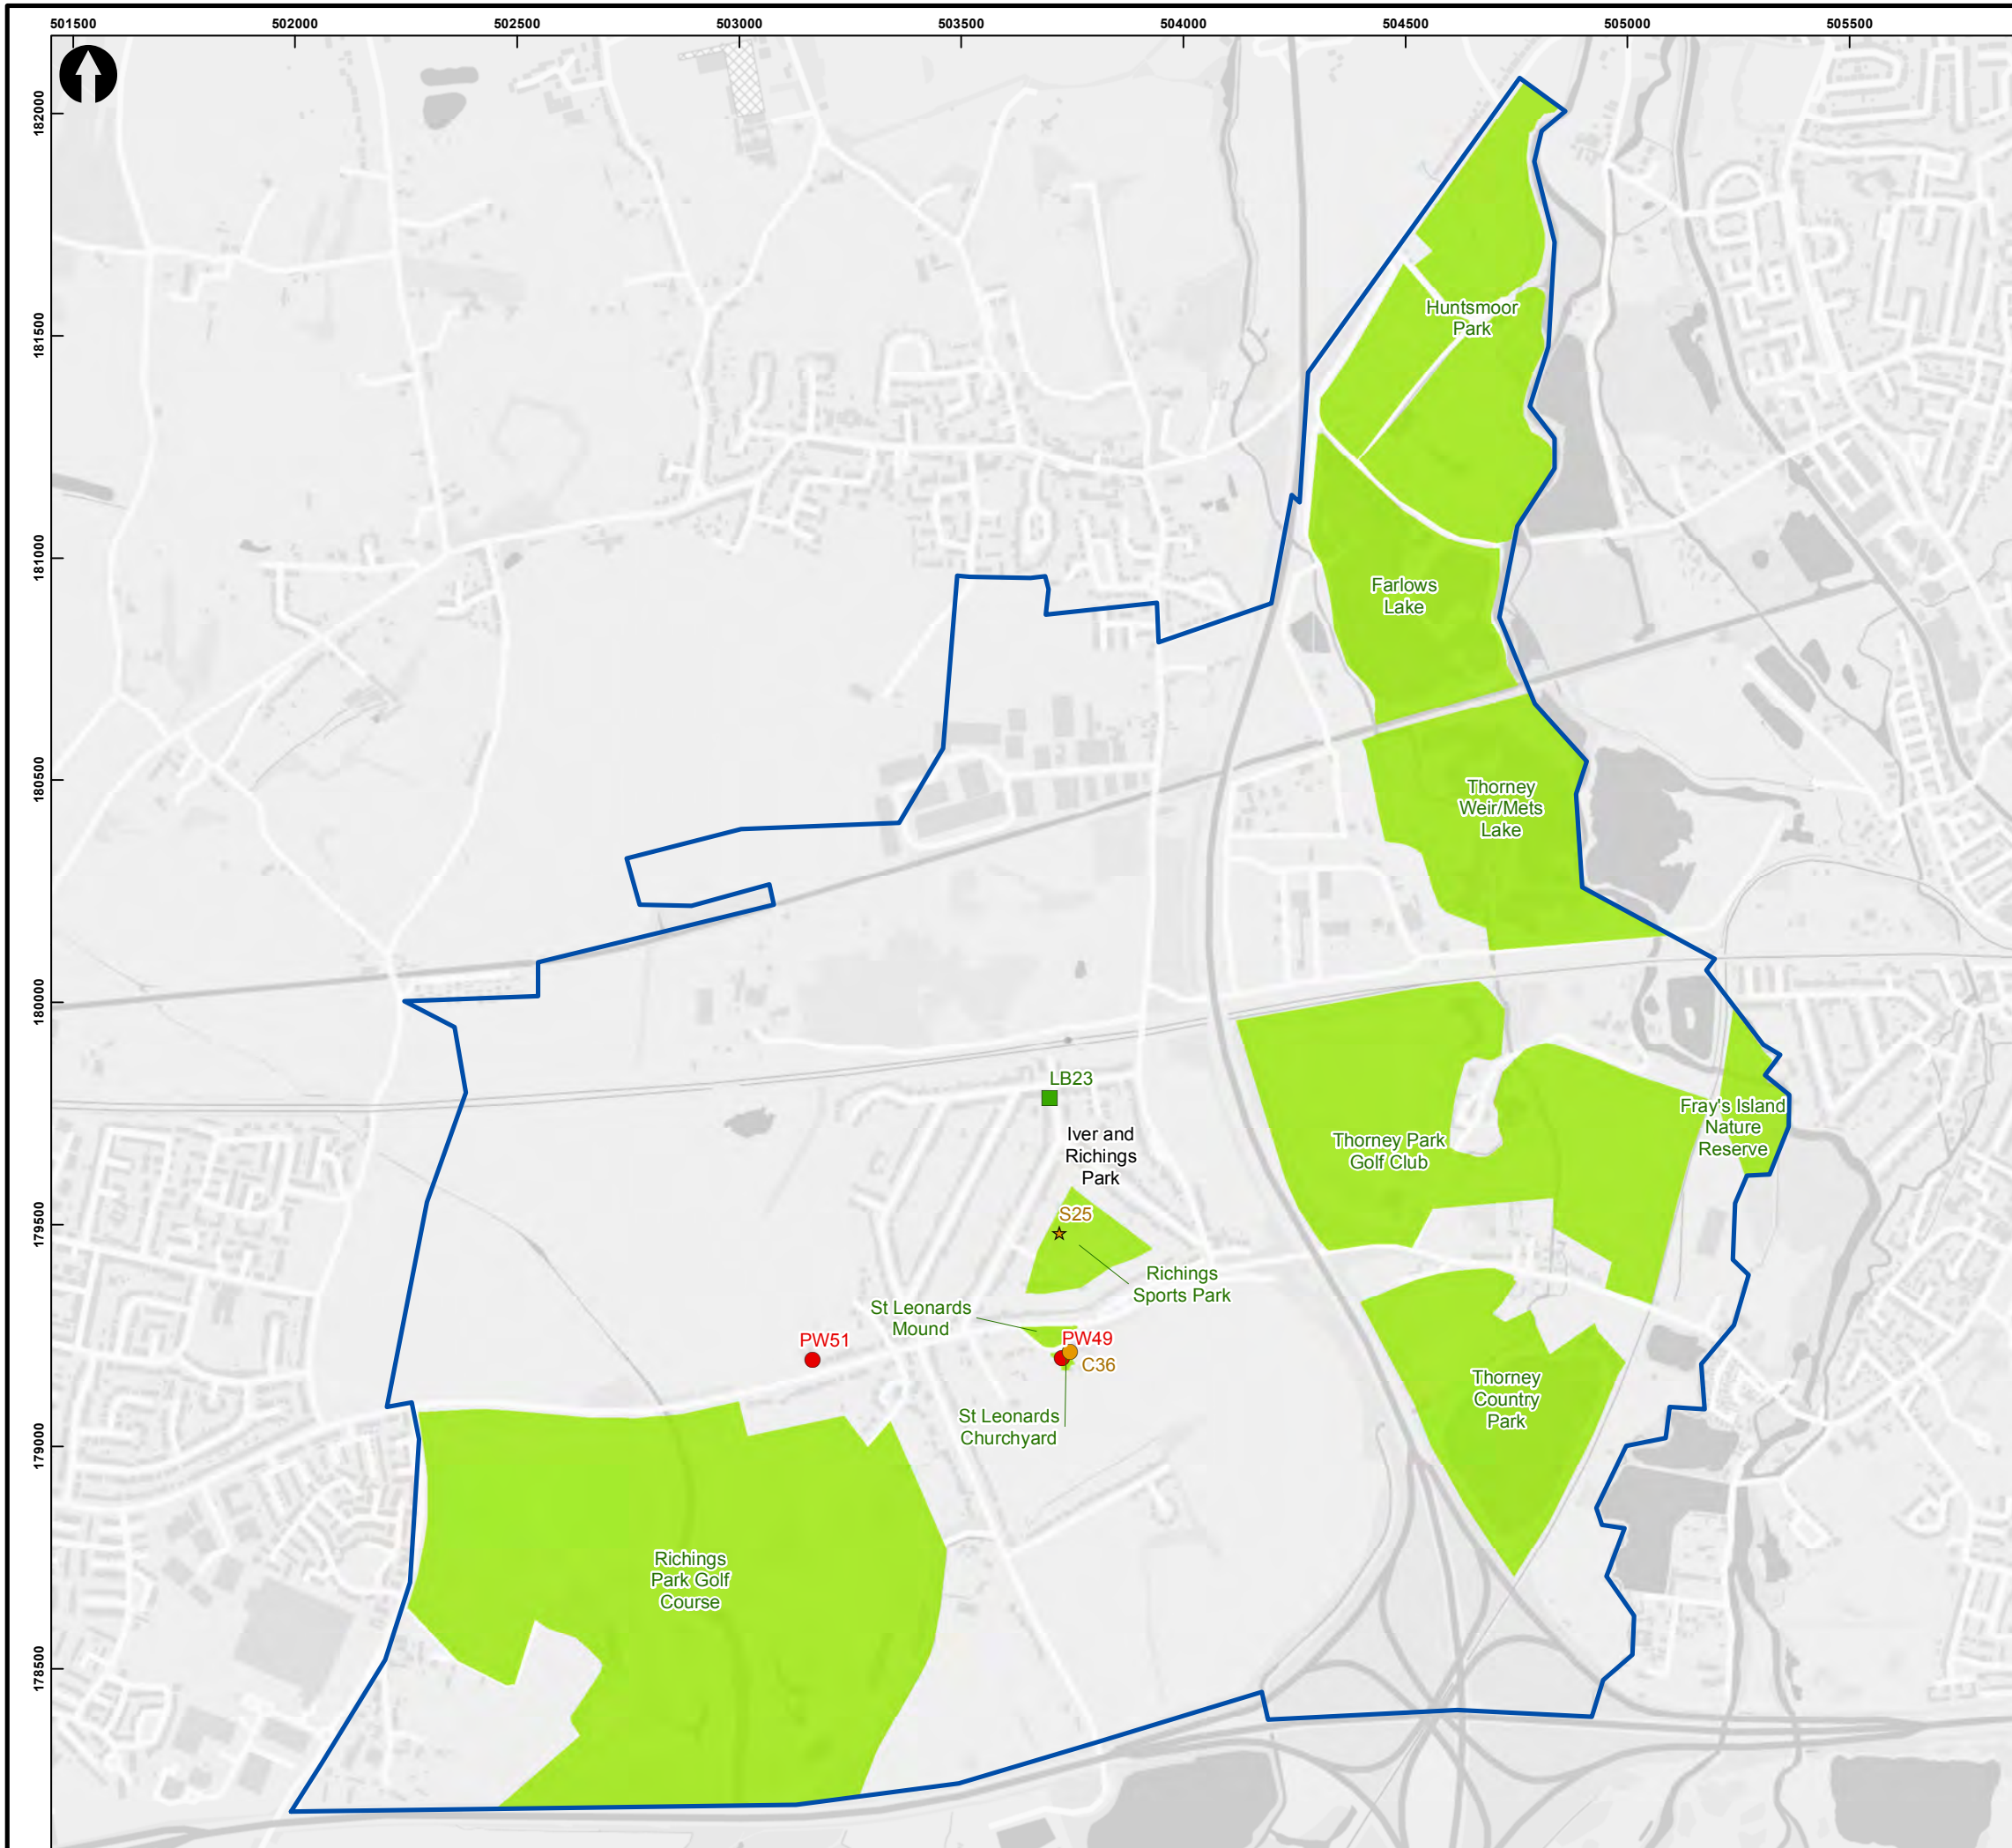 501500 502000 502500 503000 503500 504000 504500 505000 505500
182000
181500
181000
180500
180000
179500
179000
178500
Huntsmoor
Park
Farlows
Lake
Thorney
Weir/Mets
Lake
LB23
Iver and
Richings
Park
Fray's Island
Nature
Reserve
Thorney Park
Golf Club
S25
Richings
Sports Park
St Leonards
Mound
PW51
PW49
C36
Thorney
Country
Park
St Leonards
Churchyard
Richings
Park Golf
Course